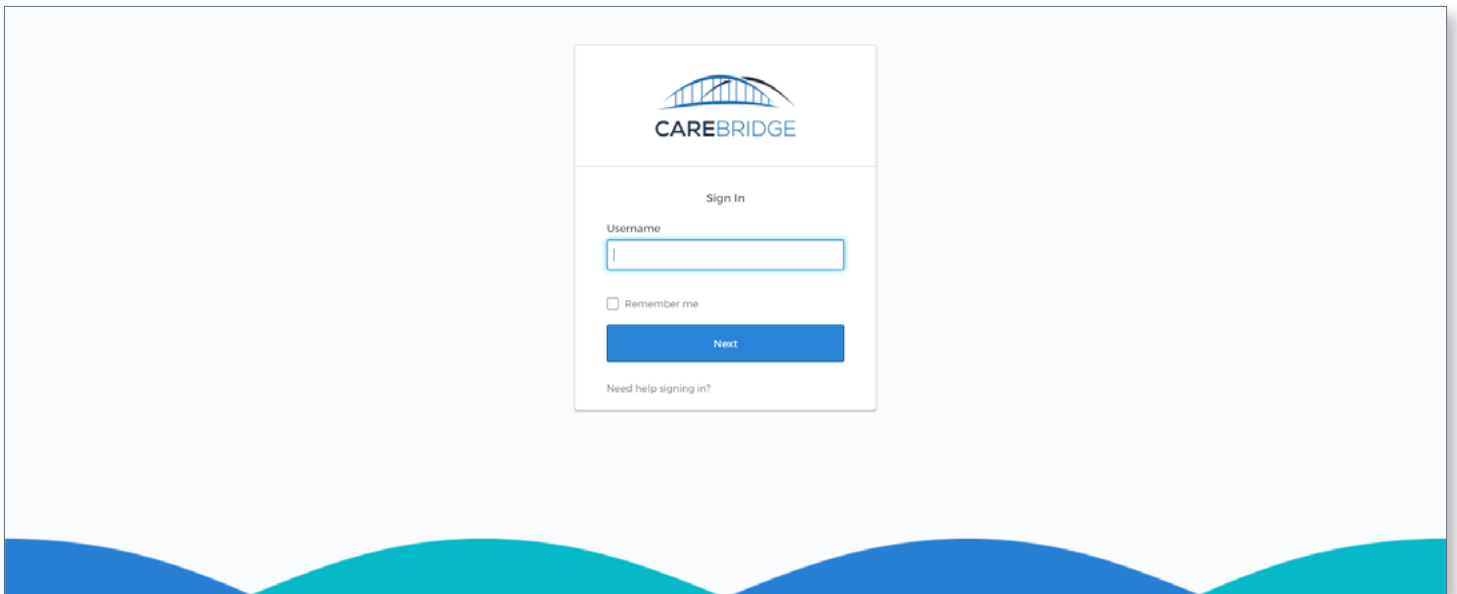 CAREBRIDGE
Sign In
Username
Remember me
Next
Need help signing in?